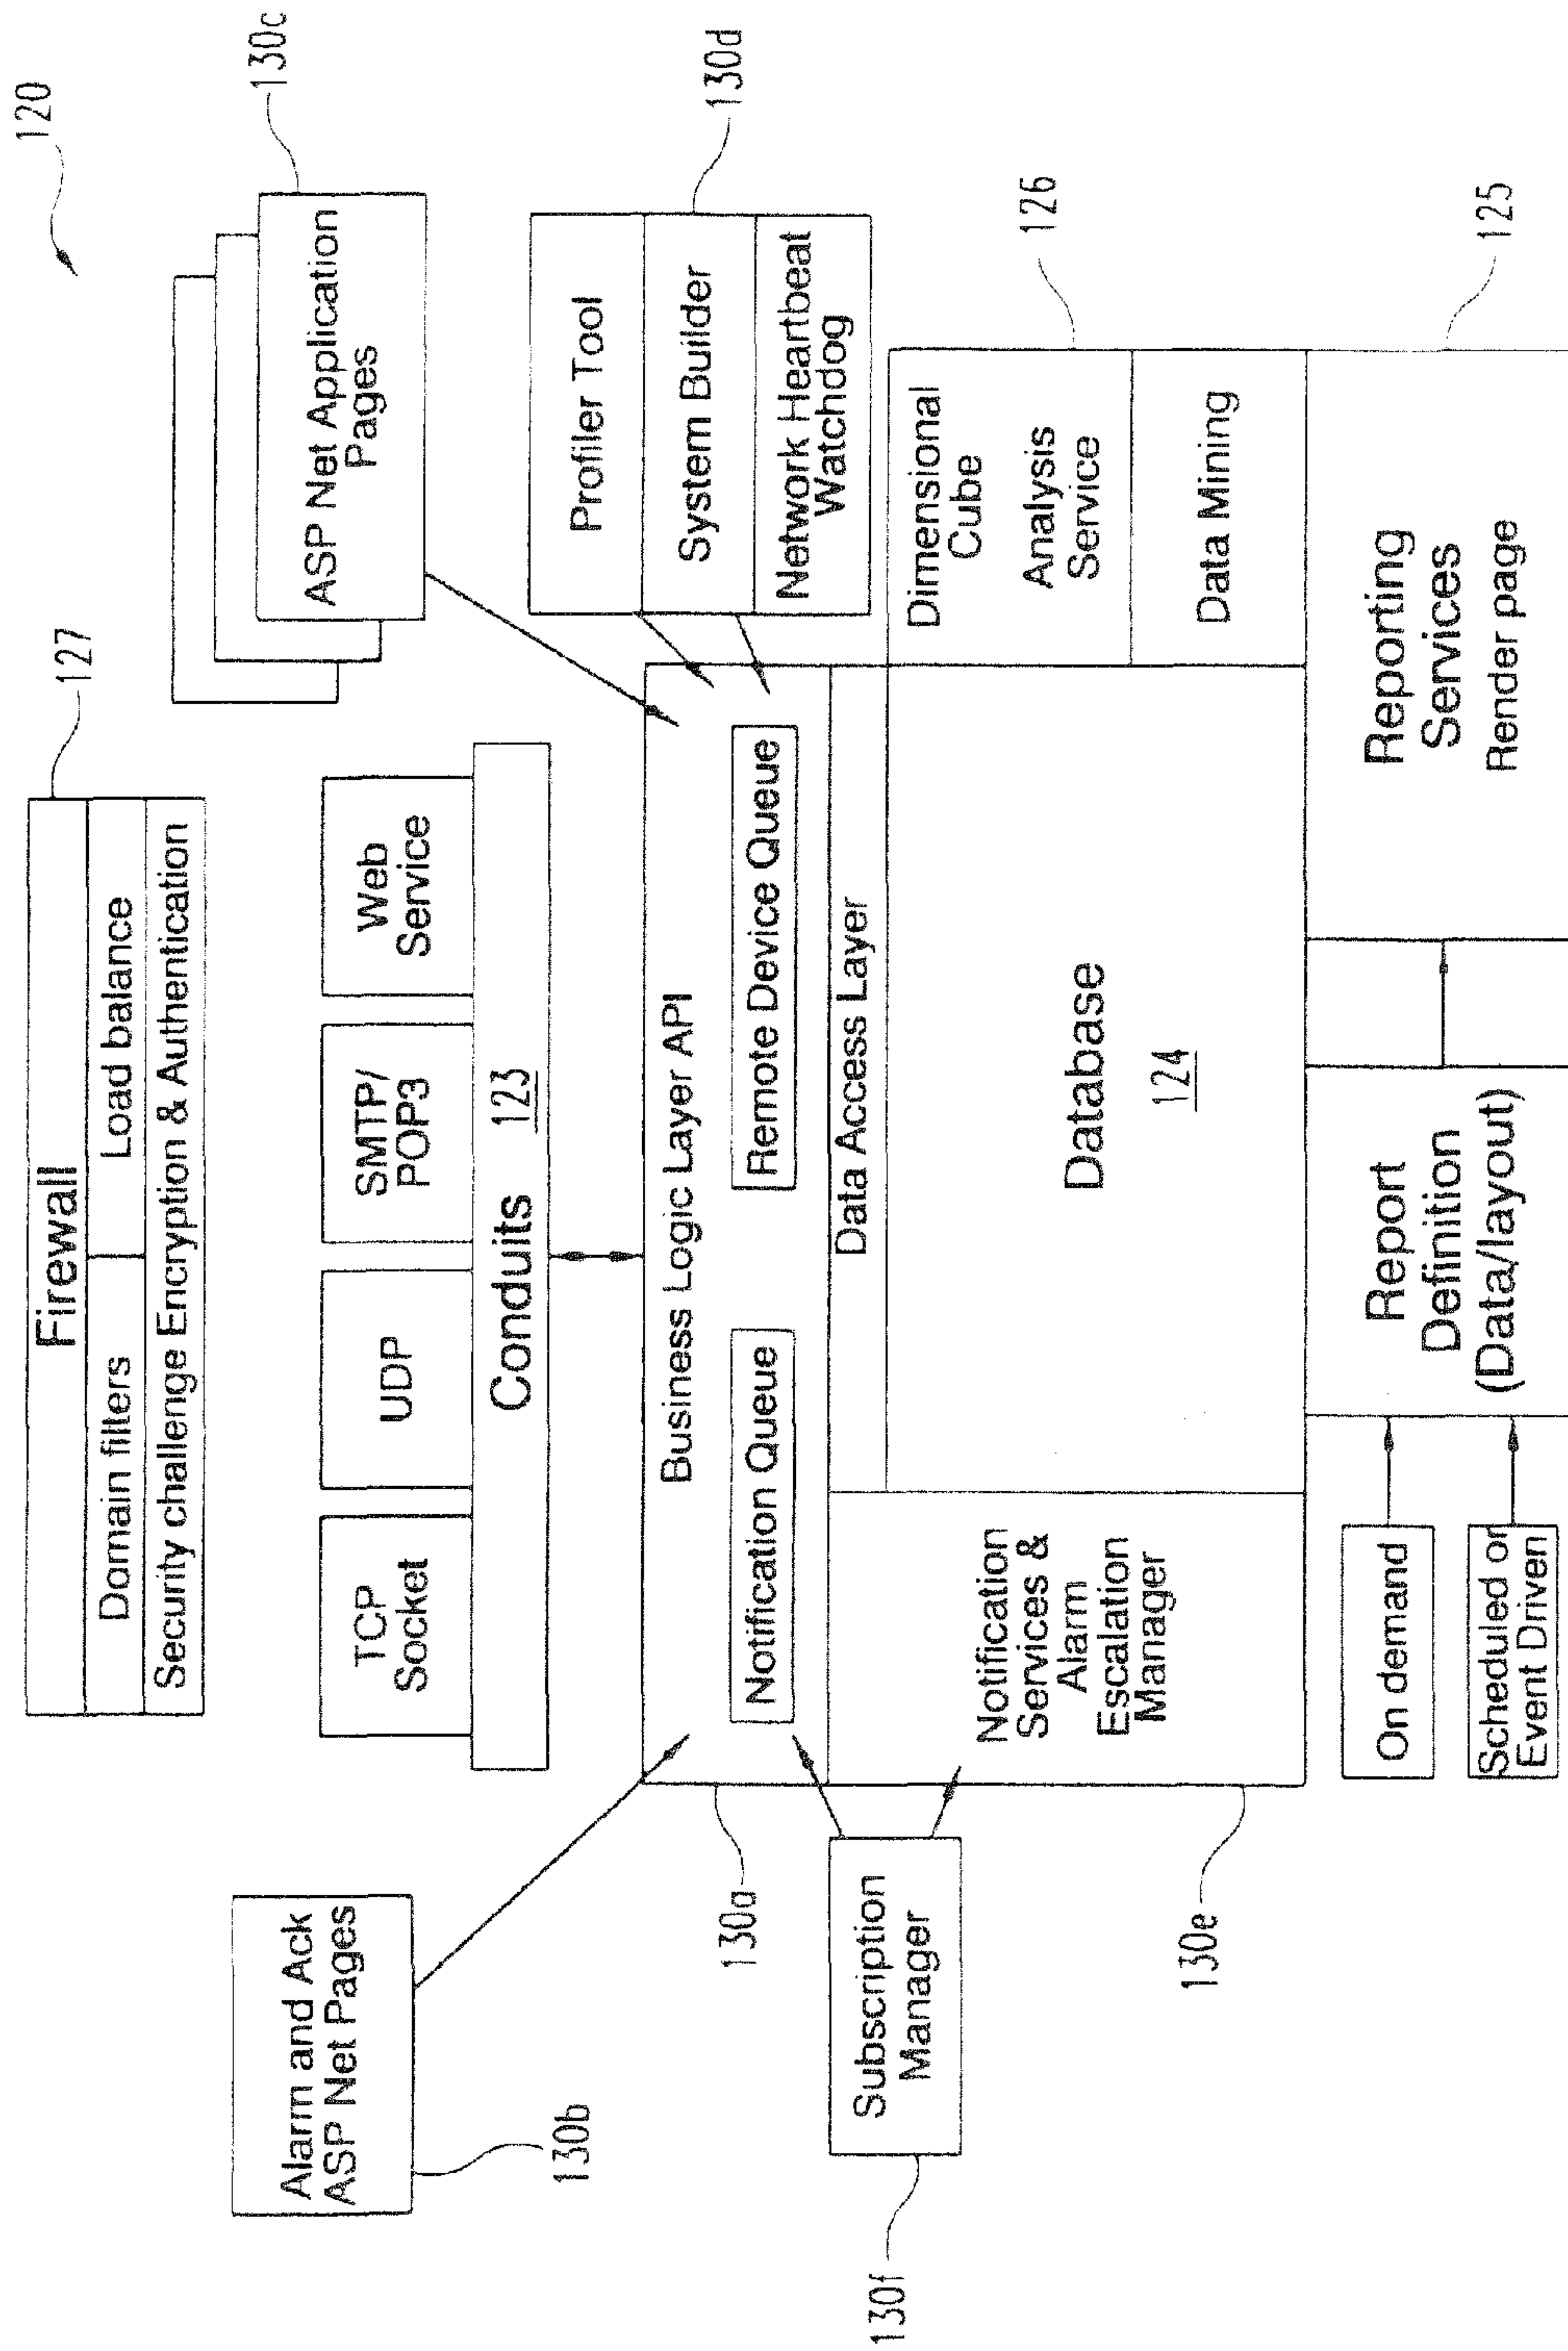 120
Firewall
127
Domain filters
Load balance
Security challenge Encryption & Authentication
130c
ASP Net Application
Pages
Alarm and Ack
ASP Net Pages
130b
TCP
Socket
UDP
SMTP/
POP3
Web
Service
Conduits 123
130d
Profiler Tool
System Builder
Network Heartbeat
Watchdog
Business Logic Layer API
Notification Queue
Remote Device Queue
130a
Data Access Layer
Subscription
Manager
130f
Notification
Services &
Alarm
Escalation
Manager
130e
Database
124
Dimensional
Cube
Analysis
Service
126
Data Mining
On demand
Scheduled or
Event Driven
Report
Definition
(Data/layout)
Reporting
Services
Render page
125